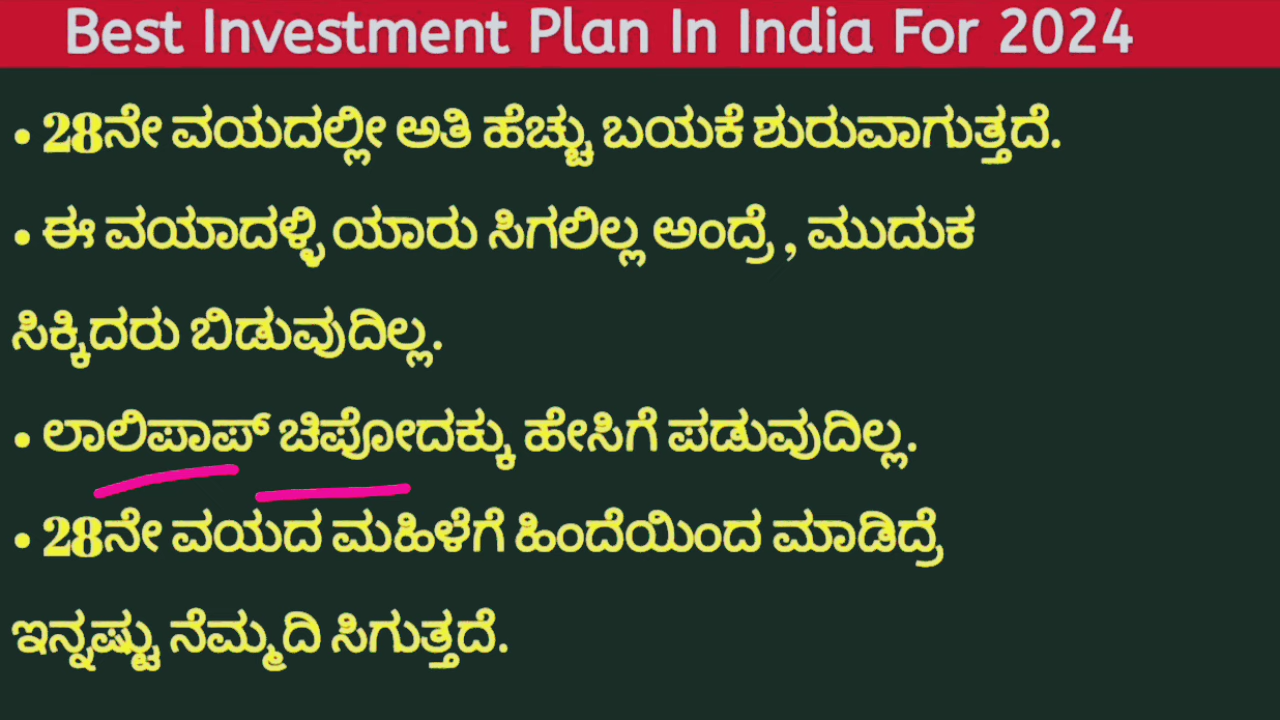 Best Investment Plan In India For 2024
• 28ನೇ ವಯದಲ್ಲೀ ಅತಿ ಹೆಚ್ಚು ಬಯಕೆ ಶುರುವಾಗುತ್ತದೆ.
• ಈ ವಯಾದಳ್ಳಿ ಯಾರು ಸಿಗಲಿಲ್ಲ ಅಂದ್ರೆ , ಮುದುಕ
ಸಿಕ್ಕಿದರು ಬಿಡುವುದಿಲ್ಲ.
• ಲಾಲಿಪಾಪ್ ಚಿಪೋದಕ್ಕು ಹೇಸಿಗೆ ಪಡುವುದಿಲ್ಲ.
• 28ನೇ ವಯದ ಮಹಿಳೆಗೆ ಹಿಂದೆಯಿಂದ ಮಾಡಿದ್ರೆ
ಇನ್ನಷ್ಟು ನೆಮ್ಮದಿ ಸಿಗುತ್ತದೆ.